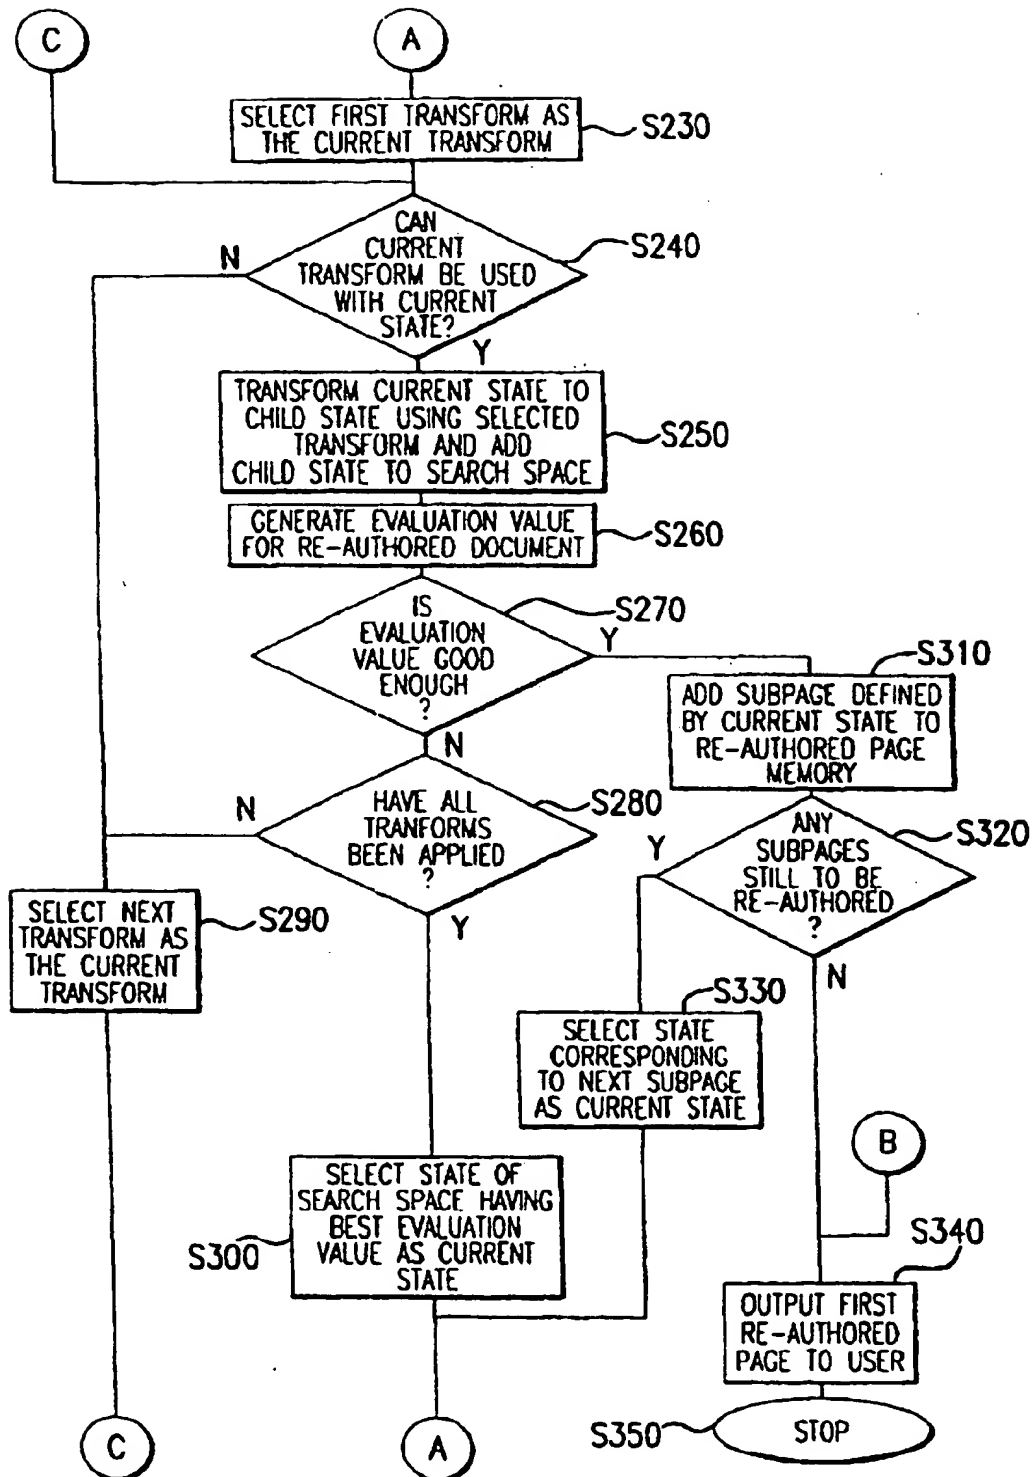 C
A
SELECT FIRST TRANSFORM AS
THE CURRENT TRANSFORM
S230
CAN
CURRENT
TRANSFORM BE USED
WITH CURRENT
STATE?
S240
N
Y
TRANSFORM CURRENT STATE TO
CHILD STATE USING SELECTED
TRANSFORM AND ADD
CHILD STATE TO SEARCH SPACE
S250
GENERATE EVALUATION VALUE
FOR RE-AUTHORED DOCUMENT
S260
IS
EVALUATION
VALUE GOOD
ENOUGH
?
S270
Y
N
ADD SUBPAGE DEFINED
BY CURRENT STATE TO
RE-AUTHORED PAGE
MEMORY
S310
HAVE ALL
TRANFORMS
BEEN APPLIED
?
S280
N
Y
ANY
SUBPAGES
STILL TO BE
RE-AUTHORED
?
S320
Y
N
SELECT NEXT
TRANSFORM AS
THE CURRENT
TRANSFORM
S290
SELECT STATE
CORRESPONDING
TO NEXT SUBPAGE
AS CURRENT STATE
S330
B
SELECT STATE OF
SEARCH SPACE HAVING
BEST EVALUATION
VALUE AS CURRENT
STATE
S300
OUTPUT FIRST
RE-AUTHORED
PAGE TO USER
S340
STOP
S350
C
A